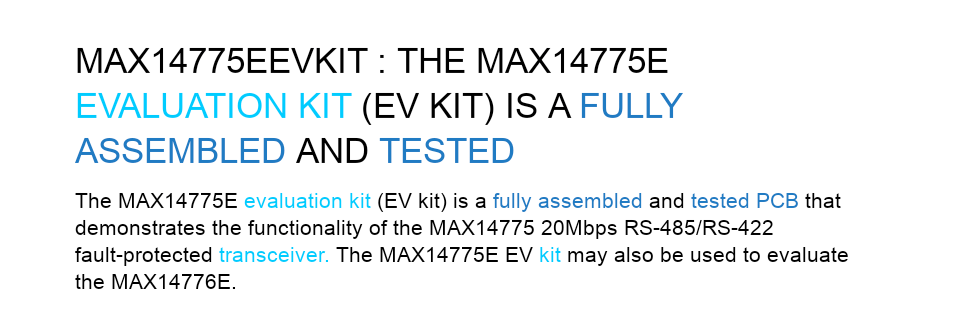 MAX14775EEVKIT : THE MAX14775E
EVALUATION KIT (EV KIT) IS A FULLY
ASSEMBLED AND TESTED
The MAX14775E evaluation kit (EV kit) is a fully assembled and tested PCB that
demonstrates the functionality of the MAX14775 20Mbps RS-485/RS-422
fault-protected transceiver. The MAX14775E EV kit may also be used to evaluate
the MAX14776E.